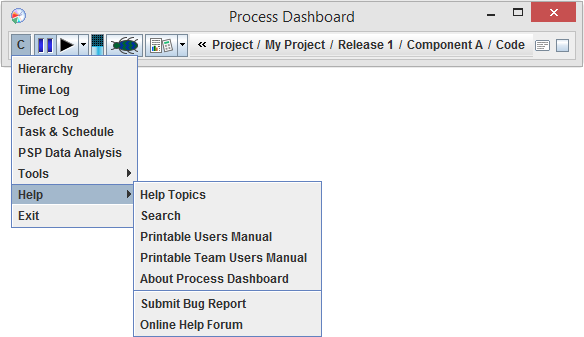 Process Dashboard
C « Project / My Project / Release 1 / Component A / Code
Hierarchy
Time Log
Defect Log
Task & Schedule
PSP Data Analysis
Tools
Help
Exit
Help Topics
Search
Printable Users Manual
Printable Team Users Manual
About Process Dashboard
Submit Bug Report
Online Help Forum